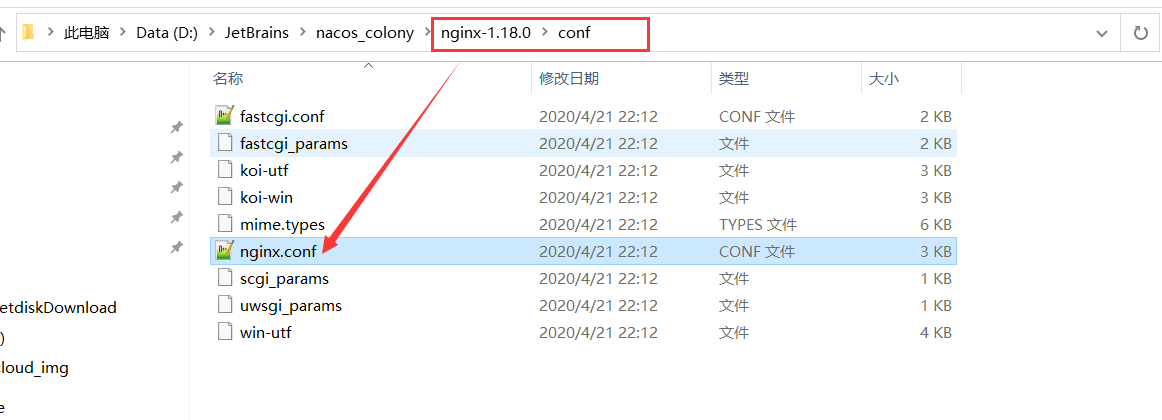 此电脑 > Data (D:) > JetBrains > nacos_colony > nginx-1.18.0 > conf
名称 修改日期 类型 大小
fastcgi.conf 2020/4/21 22:12 CONF 文件 2 KB
fastcgi_params 2020/4/21 22:12 文件 2 KB
koi-utf 2020/4/21 22:12 文件 3 KB
koi-win 2020/4/21 22:12 文件 3 KB
mime.types 2020/4/21 22:12 TYPES 文件 6 KB
nginx.conf 2020/4/21 22:12 CONF 文件 3 KB
scgi_params 2020/4/21 22:12 文件 1 KB
etdiskDownload
uwsgi_params 2020/4/21 22:12 文件 1 KB
)
win-utf 2020/4/21 22:12 文件 4 KB
cloud_img
e